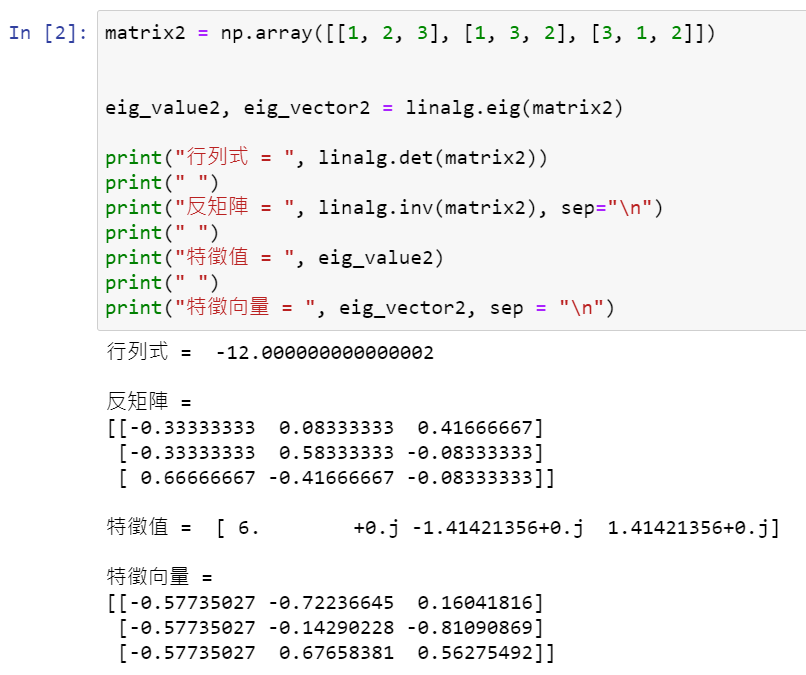 In [2]: matrix2 = np.array([[1, 2, 3], [1, 3, 2], [3, 1, 2]])
eig_value2, eig_vector2 = linalg.eig(matrix2)
print("行列式 = ", linalg.det(matrix2))
print(" ")
print("反矩陣 = ", linalg.inv(matrix2), sep="\n")
print(" ")
print("特徵值 = ", eig_value2)
print(" ")
print("特徵向量 = ", eig_vector2, sep = "\n")
行列式 =  -12.000000000000002
反矩陣 =
[[-0.33333333  0.08333333  0.41666667]
 [-0.33333333  0.58333333 -0.08333333]
 [ 0.66666667 -0.41666667 -0.08333333]]
特徵值 =  [ 6.        +0.j -1.41421356+0.j  1.41421356+0.j]
特徵向量 =
[[-0.57735027 -0.72236645  0.16041816]
 [-0.57735027 -0.14290228 -0.81090869]
 [-0.57735027  0.67658381  0.56275492]]